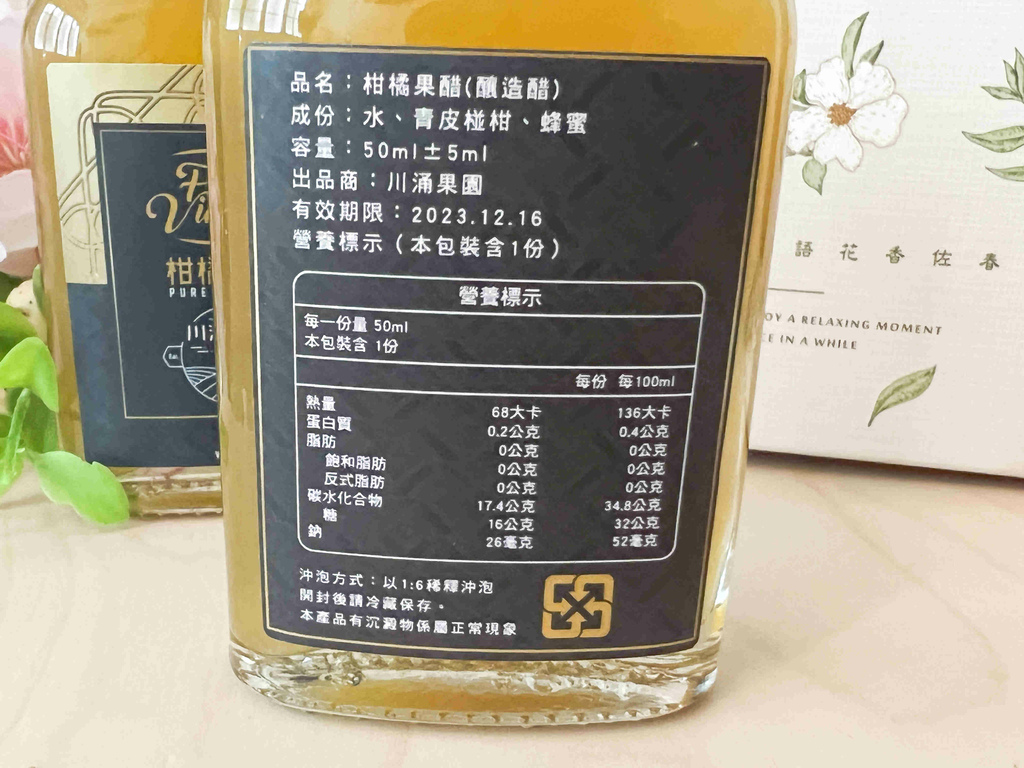 品名：柑橘果醋(釀造醋)
成份：水、青皮椪柑、蜂蜜
容量：50ml±5ml
出品商：川涌果園
有效期限：2023.12.16
營養標示（本包裝含1份）
營養標示
每一份量 50ml
本包裝含 1份
每份 每100ml
熱量 68大卡 136大卡
蛋白質 0.2公克 0.4公克
脂肪 0公克 0公克
飽和脂肪 0公克 0公克
反式脂肪 0公克 0公克
碳水化合物 17.4公克 34.8公克
糖 16公克 32公克
鈉 26毫克 52毫克
沖泡方式：以1:6稀釋沖泡
開封後請冷藏保存。
本產品有沉澱物係屬正常現象
柑橘
PURE
川
語花香佐春
OY A RELAXING MOMENT
CE IN A WHILE